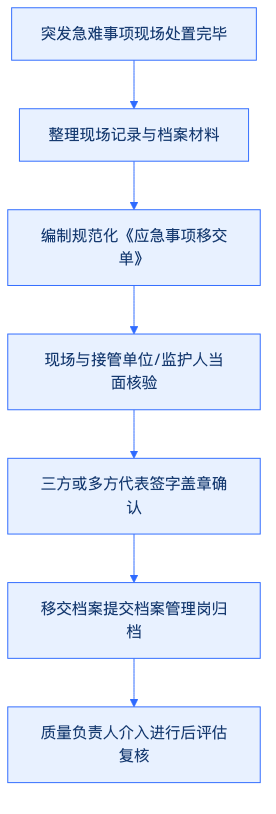 突发急难事项现场处置完毕
整理现场记录与档案材料
编制规范化《应急事项移交
单》
现场与接管单位/监护人当
面核验
三方或多方代表签字盖章确
认
移交档案提交档案管理岗归
档
质量负责人介入进行后评估
复核